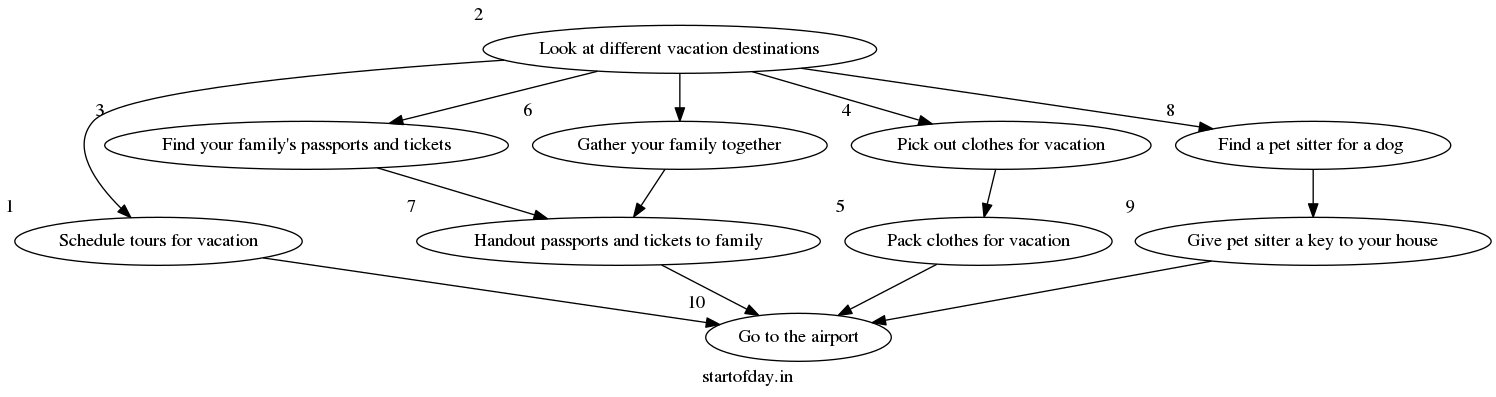 2
Look at different vacation destinations
3
Find your family's passports and tickets
6
Gather your family together
4
Pick out clothes for vacation
8
Find a pet sitter for a dog
1
Schedule tours for vacation
7
Handout passports and tickets to family
5
Pack clothes for vacation
9
Give pet sitter a key to your house
10
Go to the airport
startofday.in